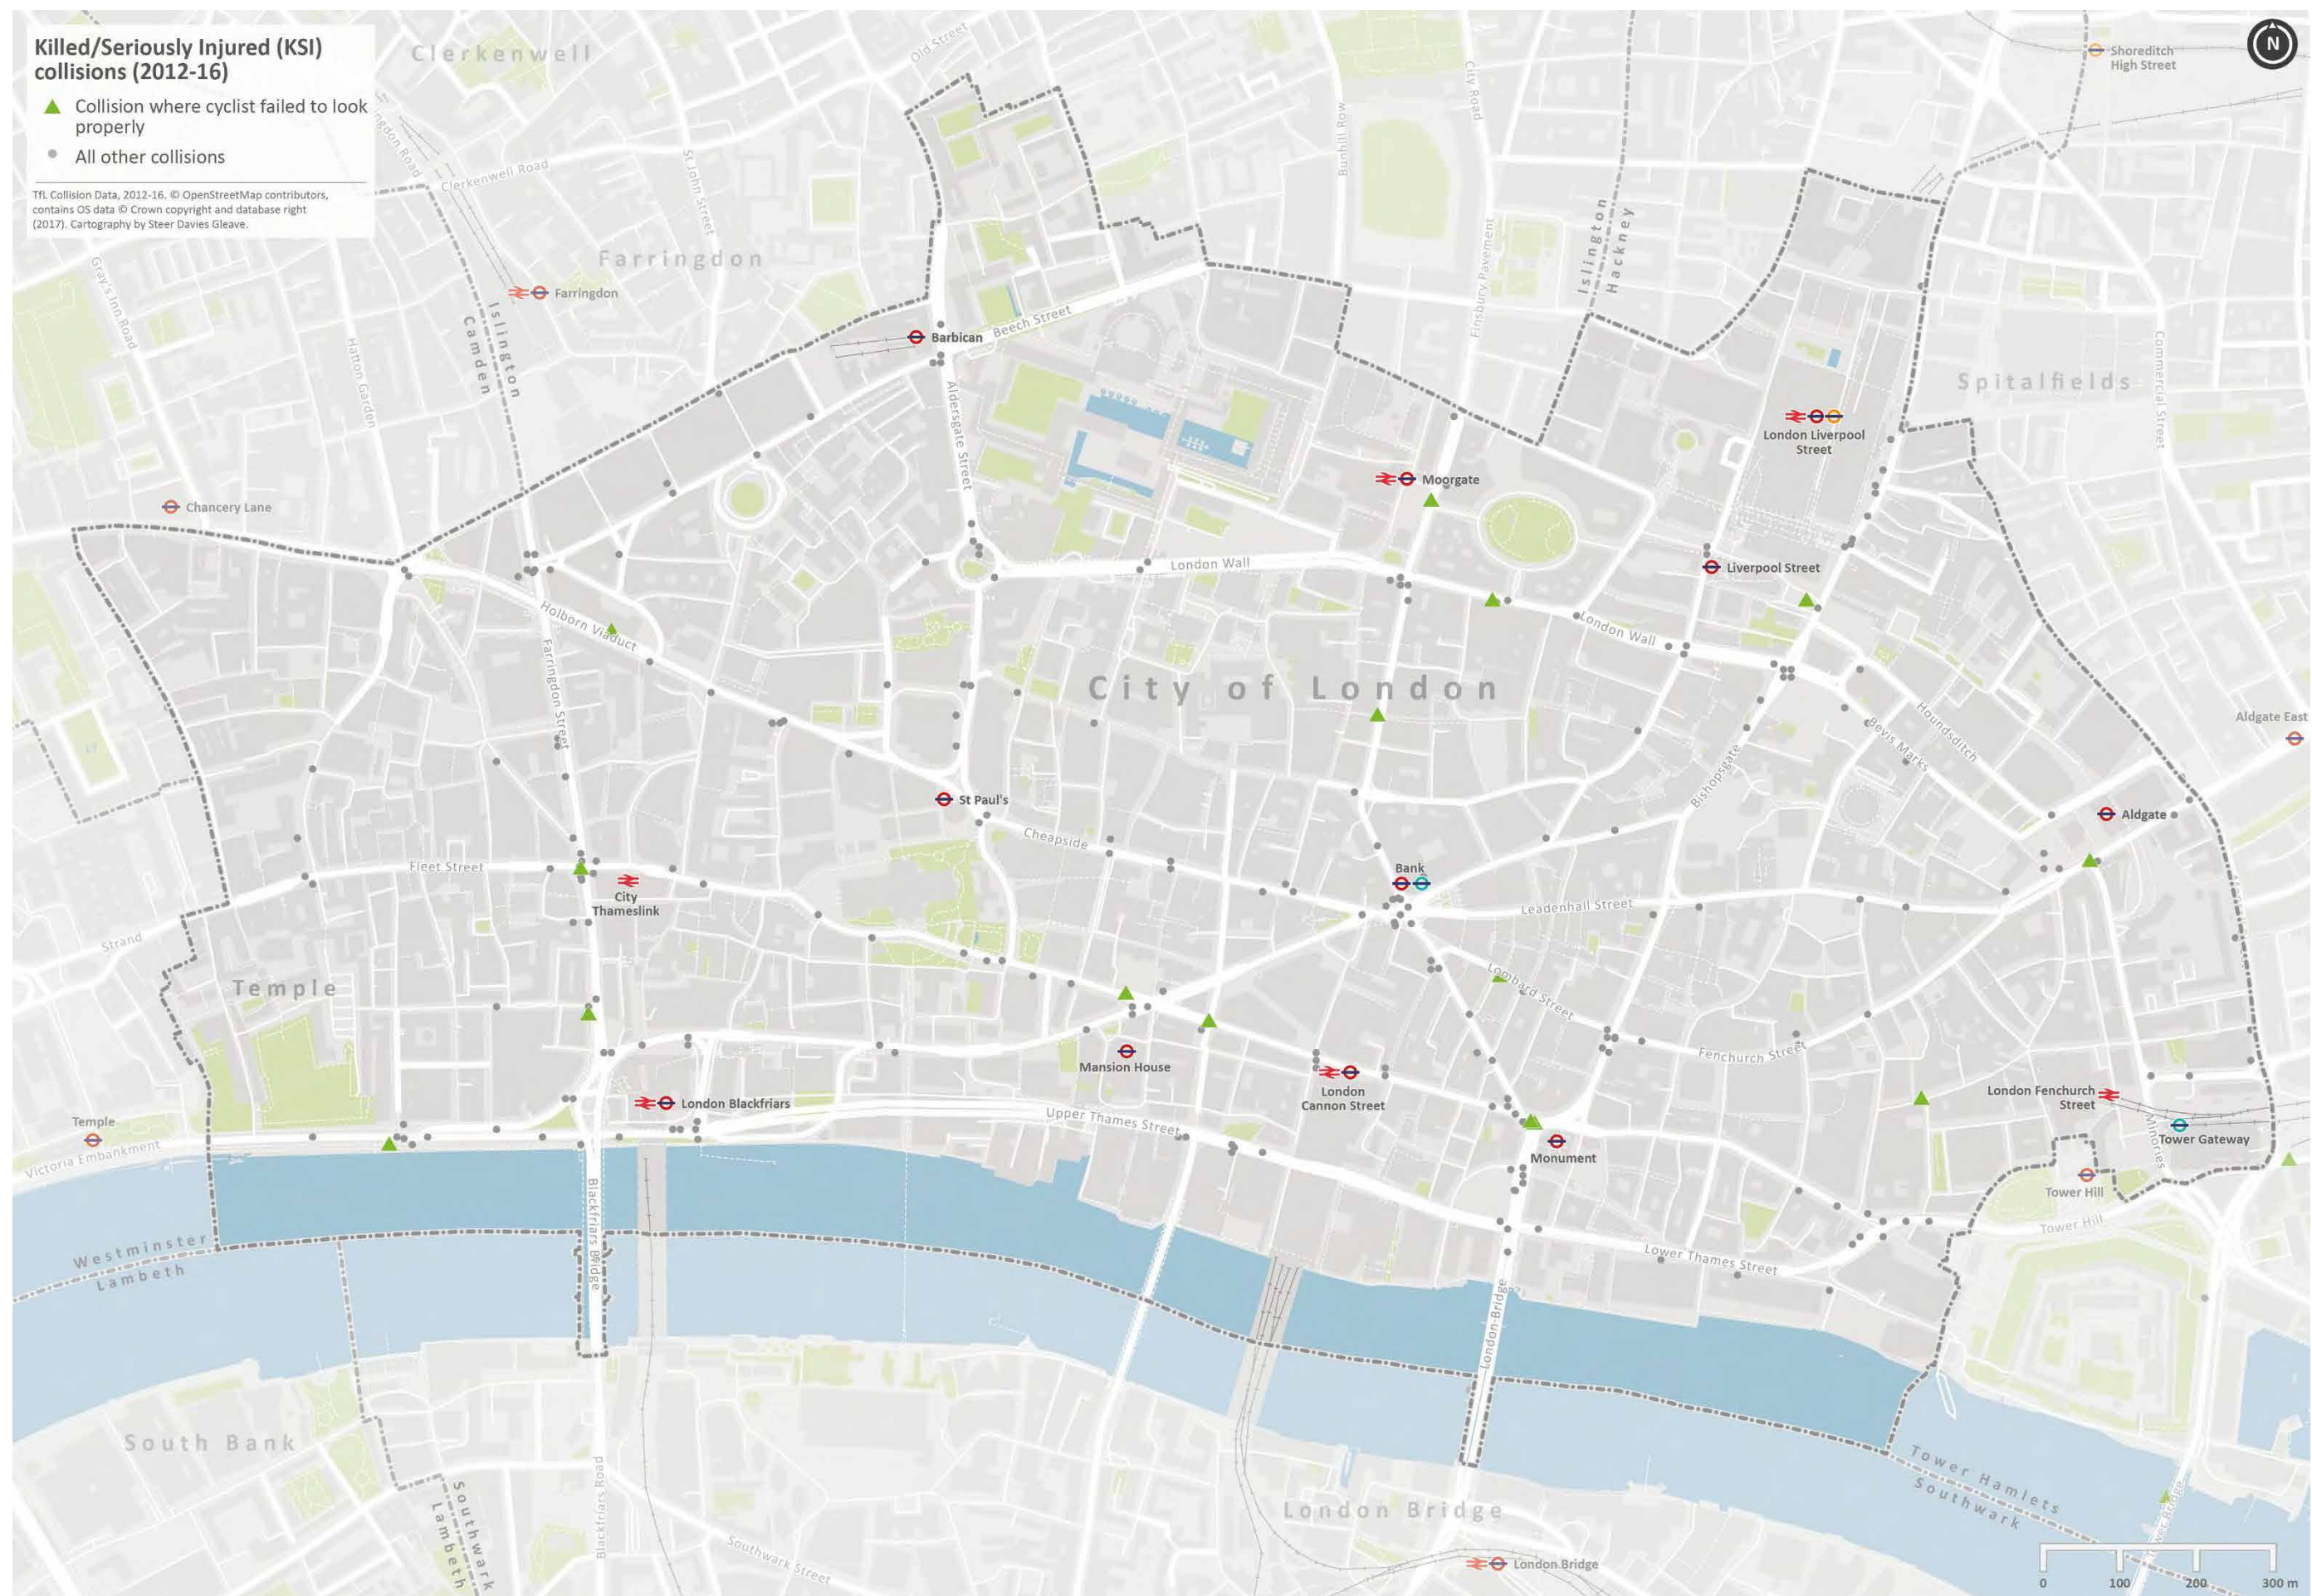 Killed/Seriously Injured (KSI)
collisions (2012-16)
Collision where cyclist failed to look
properly
All other collisions
TfL Collision Data, 2012-16. © OpenStreetMap contributors,
contains OS data © Crown copyright and database right
(2017). Cartography by Steer Davies Gleave.
N
Clerkenwell
Old Street
City Road
Shoreditch
High Street
ngdon Road
Clerkenwell Road
St John Street
Bunhill Row
Islington
Hackney
Finsbury Pavement
Gray's Inn Road
Farringdon
Farringdon
Islington
Camden
Hatton Garden
Barbican
Beech Street
Aldersgate Street
Spitalfields
Commercial Street
London Liverpool
Street
Moorgate
Chancery Lane
London Wall
Liverpool Street
Holborn Viaduct
London Wall
Farringdon Street
City of London
Houndsditch
Bevis Marks
Aldgate East
Bishopsgate
St Paul's
Aldgate
Cheapside
Fleet Street
Bank
City
Thameslink
Leadenhall Street
Strand
Temple
Lombard Street
Mansion House
Fenchurch Street
London
Cannon Street
London Fenchurch
Street
London Blackfriars
Upper Thames Street
Temple
Victoria Embankment
Minories
Tower Gateway
Monument
Tower Hill
Tower Hill
Blackfriars Bridge
Westminster
Lambeth
Lower Thames Street
London Bridge
South Bank
Tower Hamlets
Southwark
Southwark
Lambeth
Blackfriars Road
London Bridge
Tower Bridge
Southwark Street
London Bridge
0 100 200 300 m